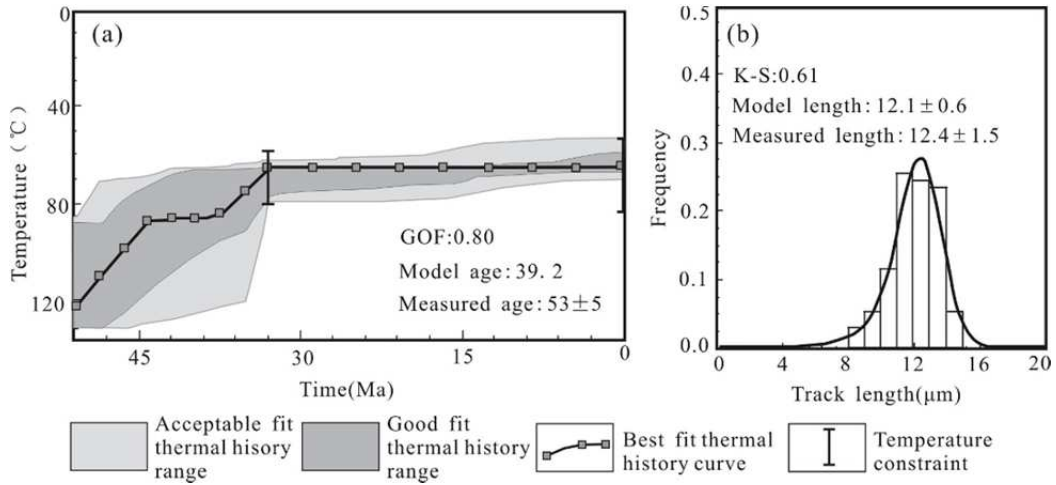 (a)
0
40
80
120
Temperature (℃)
GOF:0.80
Model age:39.2
Measured age:53±5
45
30
15
0
Time(Ma)
(b)
0.5
0.4
0.3
0.2
0.1
0.0
Frequency
K-S:0.61
Model length:12.1±0.6
Measured length:12.4±1.5
0
4
8
12
16
20
Track length(μm)
Acceptable fit
thermal hisory
range
Good fit
thermal history
range
Best fit thermal
history curve
Temperature
constraint